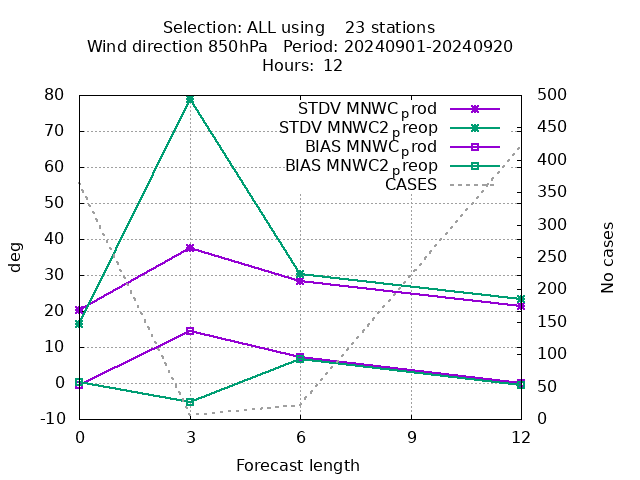 Selection: ALL using    23 stations
Wind direction 850hPa   Period: 20240901-20240920
Hours: 12
80
70
60
50
40
30
20
10
0
-10
500
450
400
350
300
250
200
150
100
50
0
STDV MNWC_prod
STDV MNWC2_preop
BIAS MNWC_prod
BIAS MNWC2_preop
CASES
deg
No cases
0 3 6 9 12
Forecast length